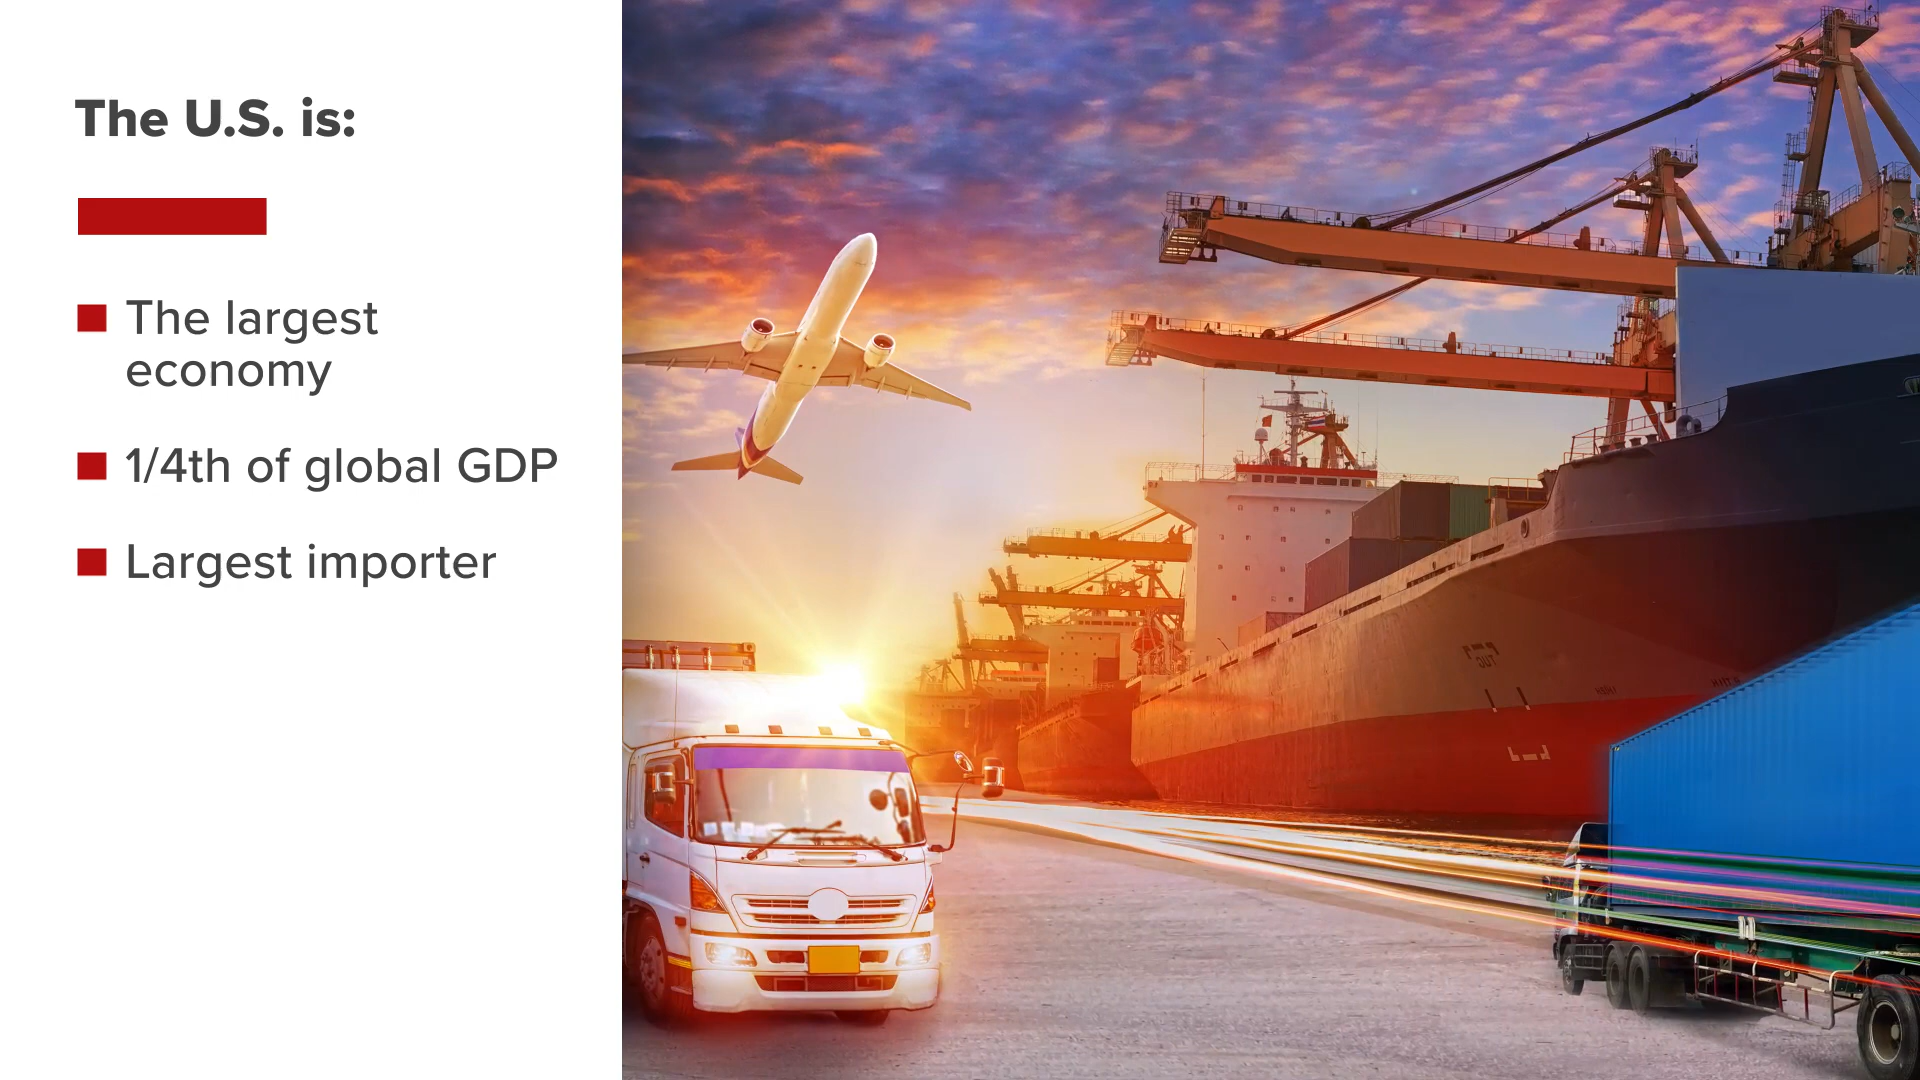 The U.S. is:
The largest
economy
1/4th of global GDP
Largest importer